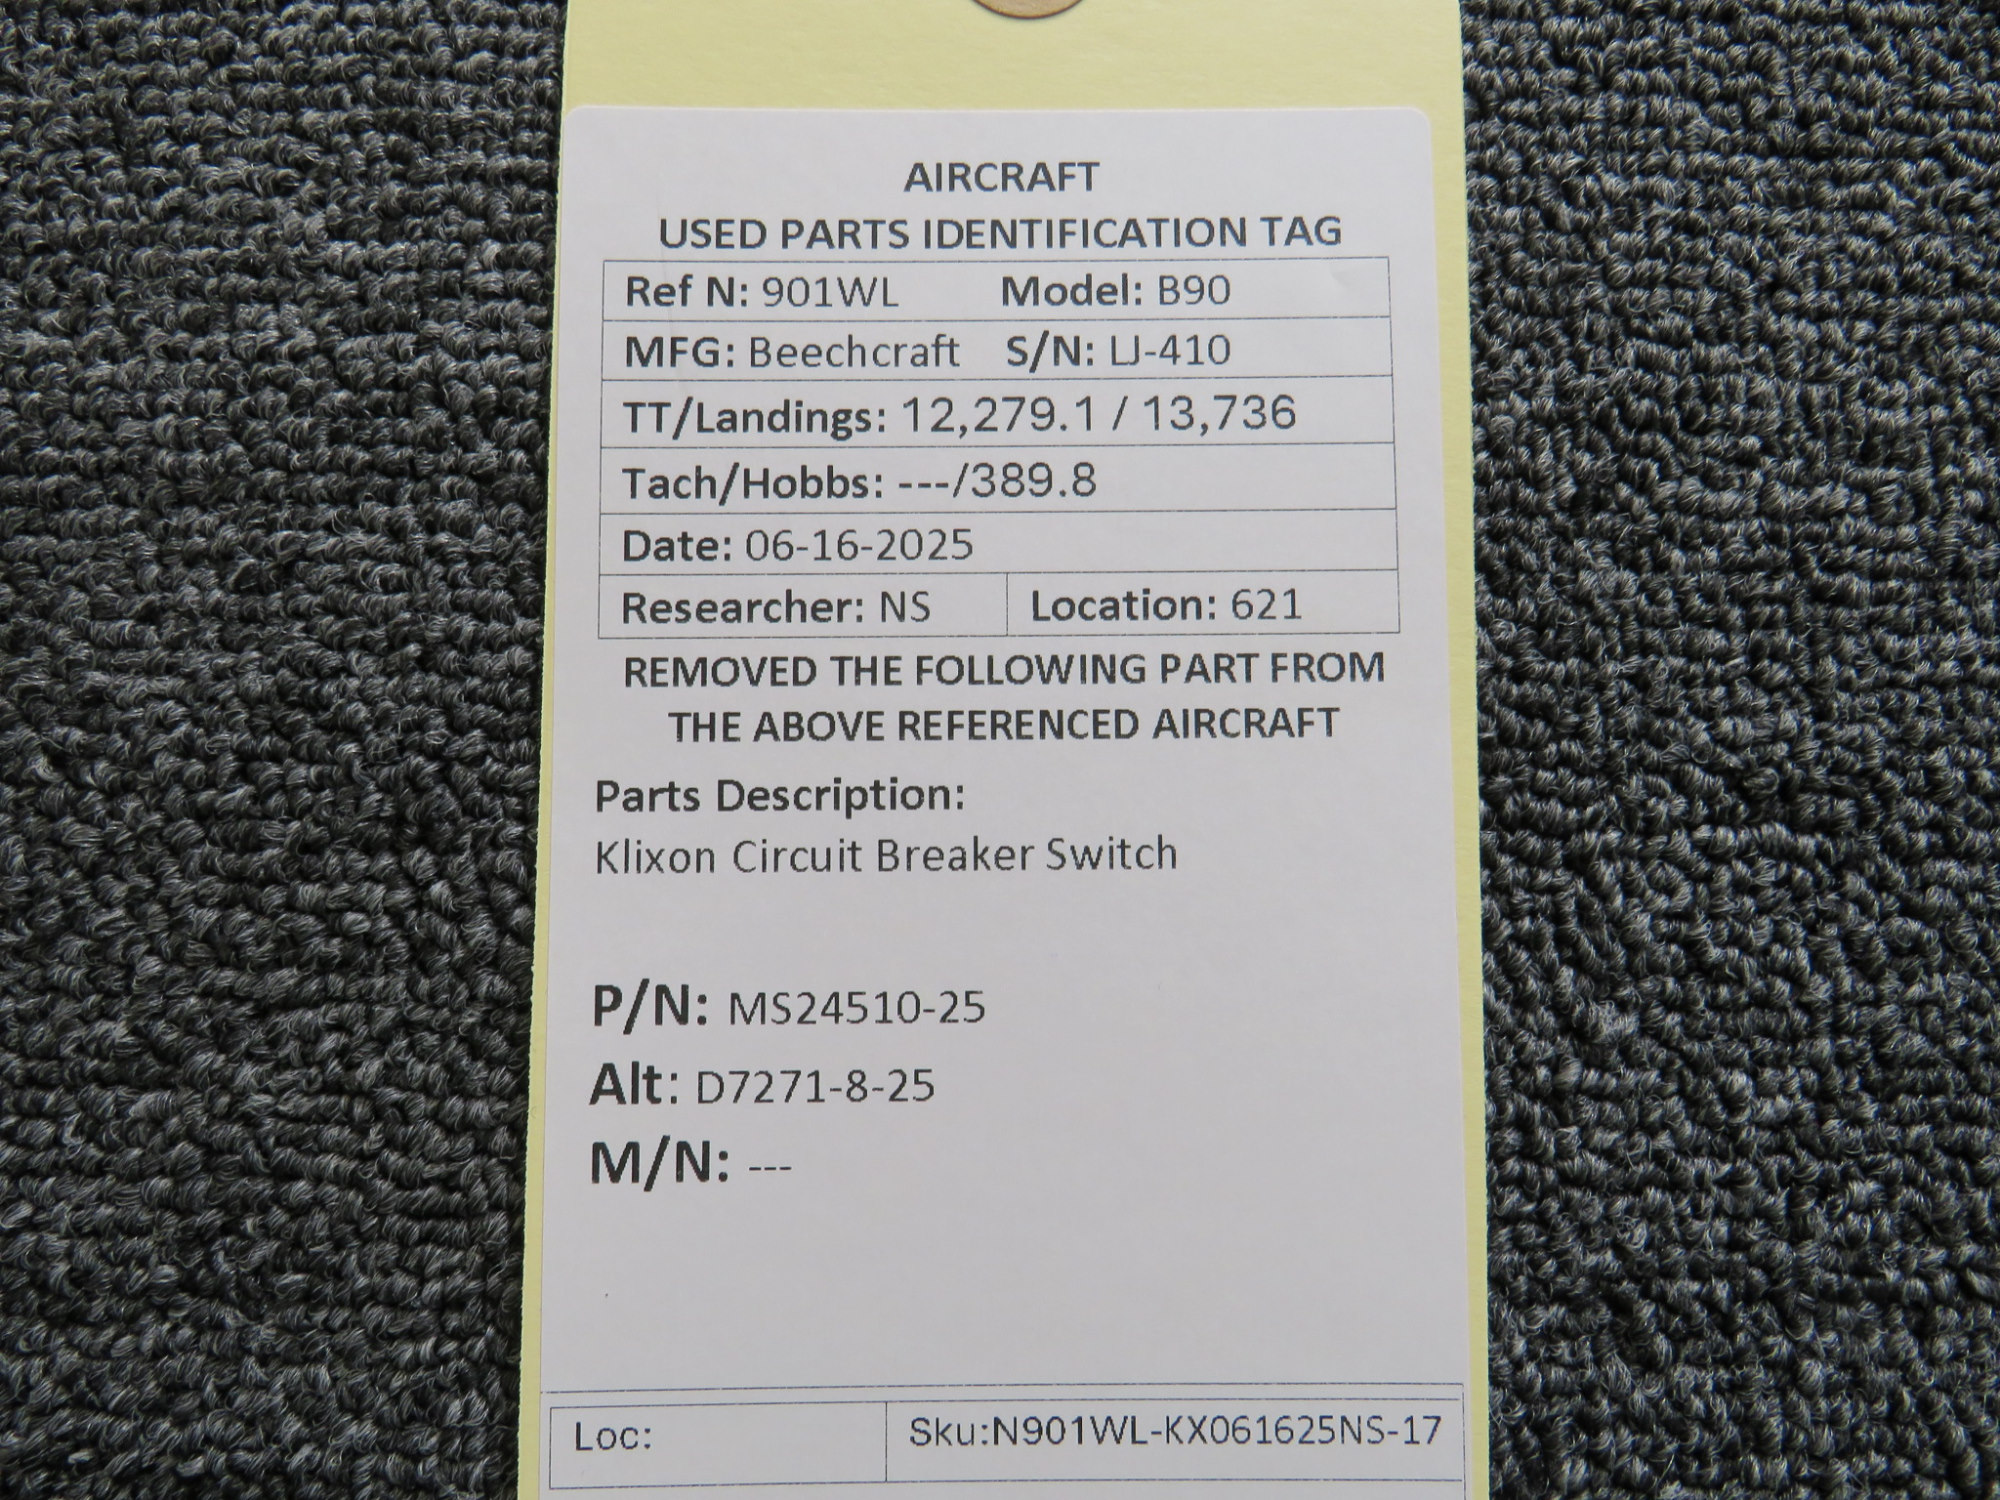 AIRCRAFT
USED PARTS IDENTIFICATION TAG
Ref N: 901WL Model: B90
MFG: Beechcraft S/N: LJ-410
TT/Landings: 12,279.1 / 13,736
Tach/Hobbs: ---/389.8
Date: 06-16-2025
Researcher: NS Location: 621
REMOVED THE FOLLOWING PART FROM
THE ABOVE REFERENCED AIRCRAFT
Parts Description:
Klixon Circuit Breaker Switch
P/N: MS24510-25
Alt: D7271-8-25
M/N: ---
Loc: Sku:N901WL-KX061625NS-17